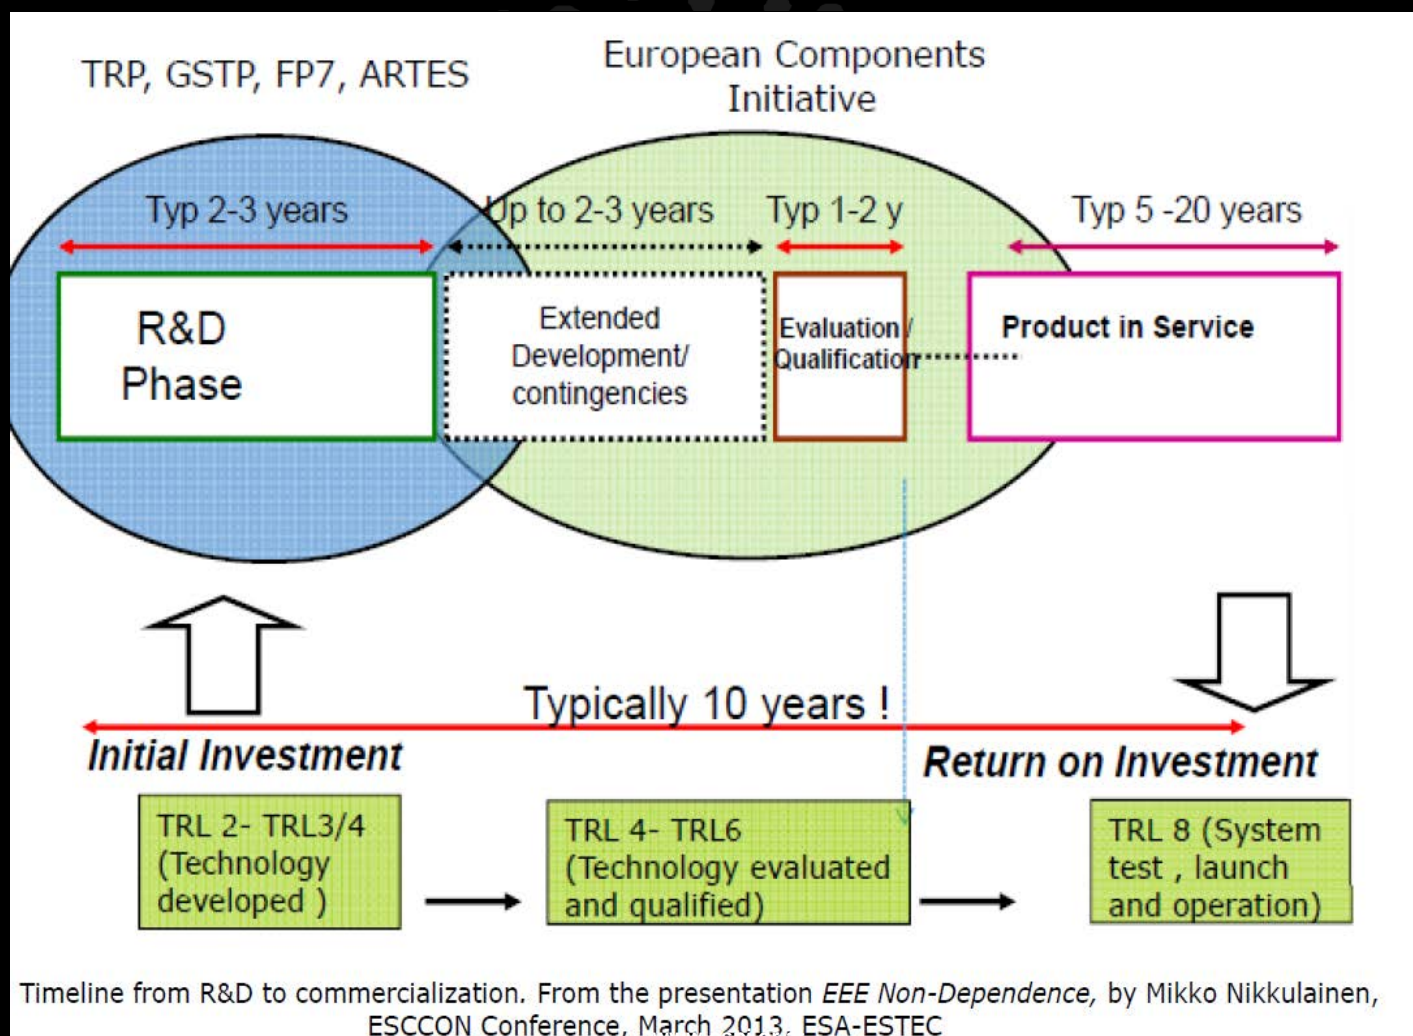 TRP, GSTP, FP7, ARTES
European Components
Initiative
Typ 2-3 years
Up to 2-3 years
Typ 1-2 y
Typ 5 -20 years
R&D
Phase
Extended
Development/
contingencies
Evaluation /
Qualification
Product in Service
Typically 10 years !
Initial Investment
Return on Investment
TRL 2- TRL3/4
(Technology
developed )
TRL 4- TRL6
(Technology evaluated
and qualified)
TRL 8 (System
test , launch
and operation)
Timeline from R&D to commercialization. From the presentation EEE Non-Dependence, by Mikko Nikkulainen,
ESCCON Conference, March 2013, ESA-ESTEC